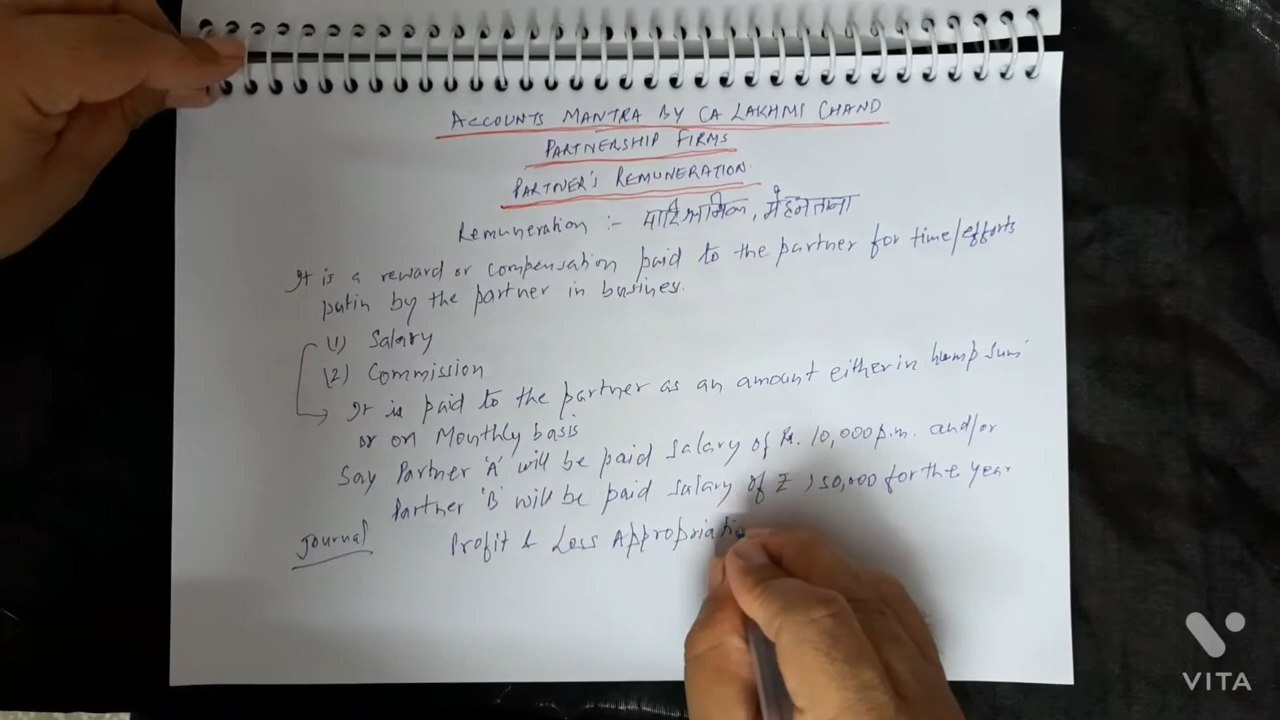 ACCOUNTS MANTRA BY CA LAKHMI CHAND
PARTNERSHIP FIRMS
PARTNER'S REMUNERATION
Remuneration :- पारिश्रमिक, मेहनताना
It is a reward or compensation paid to the partner for time/efforts
putin by the partner in business.
(1) Salary
(2) Commission
It is paid to the partner as an amount either in lump sum
or on Monthly basis
Say Partner 'A' will be paid salary of Rs. 10,000 p.m. and/or
Partner 'B' will be paid salary of ₹ 150,000 for the year
Journal Profit & Loss Appropriatio
VITA